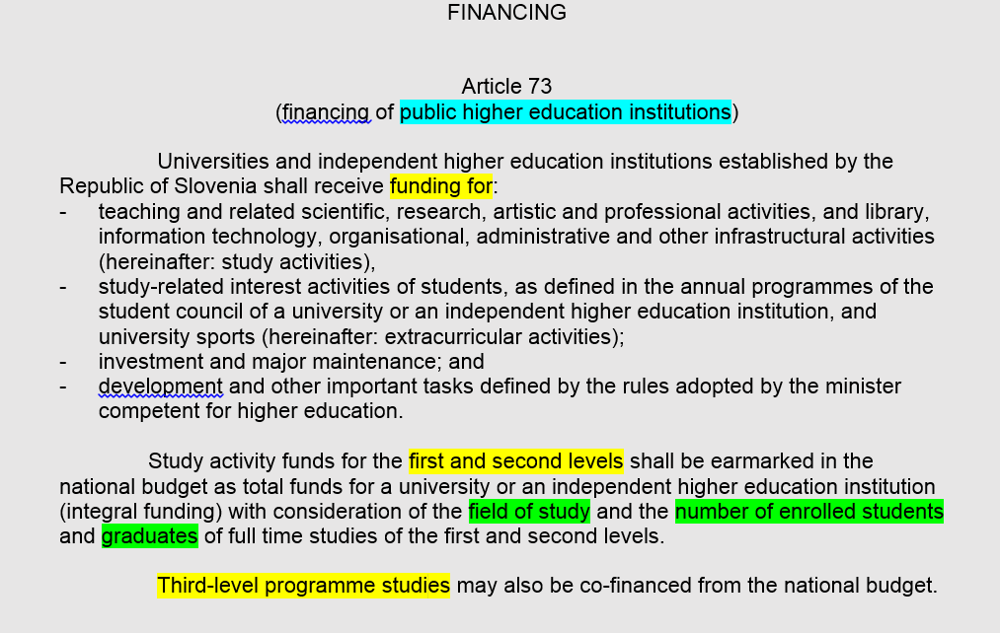 FINANCING
Article 73
(financing of public higher education institutions)
Universities and independent higher education institutions established by the
Republic of Slovenia shall receive funding for:
- teaching and related scientific, research, artistic and professional activities, and library,
information technology, organisational, administrative and other infrastructural activities
(hereinafter: study activities),
- study-related interest activities of students, as defined in the annual programmes of the
student council of a university or an independent higher education institution, and
university sports (hereinafter: extracurricular activities);
- investment and major maintenance; and
- development and other important tasks defined by the rules adopted by the minister
competent for higher education.
Study activity funds for the first and second levels shall be earmarked in the
national budget as total funds for a university or an independent higher education institution
(integral funding) with consideration of the field of study and the number of enrolled students
and graduates of full time studies of the first and second levels.
Third-level programme studies may also be co-financed from the national budget.